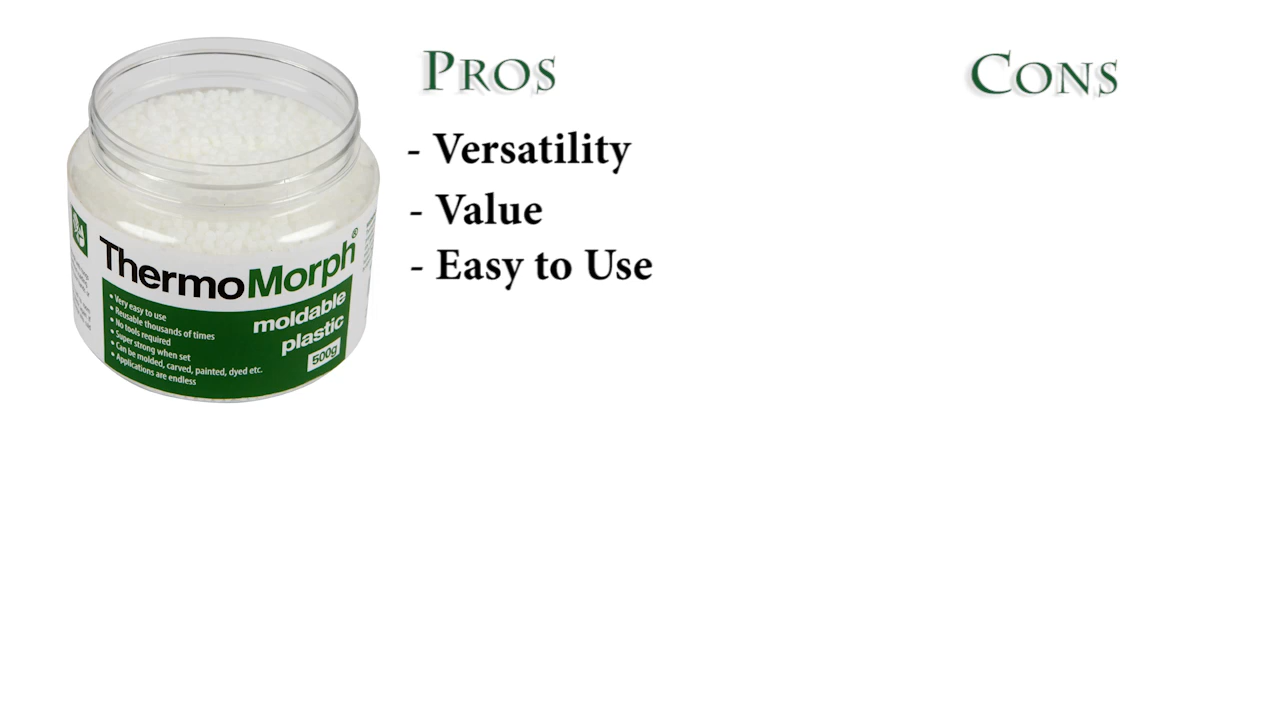 Pros
Cons
- Versatility
- Value
- Easy to Use
ThermoMorph®
moldable
plastic
500g
• Very easy to use
• Reusable thousands of times
• No tools required
• Super strong when set
• Can be molded, carved, painted, dyed etc.
• Applications are endless